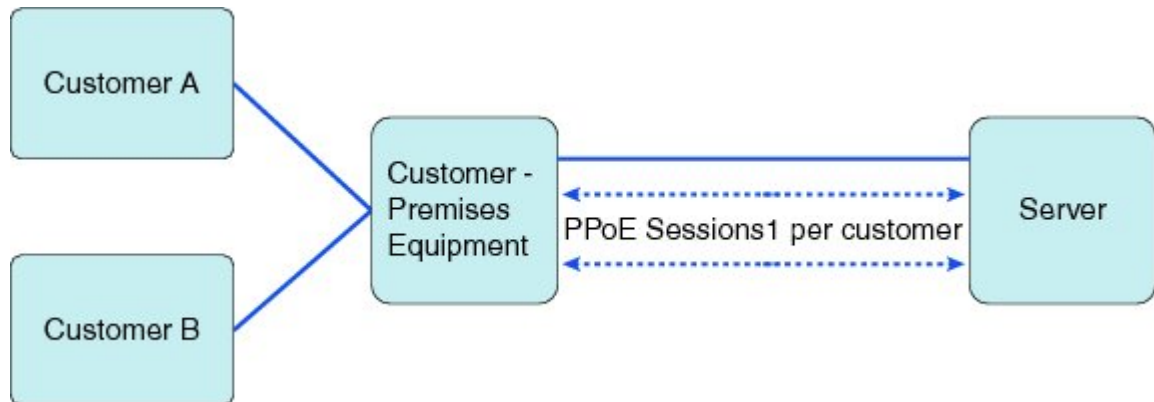 Customer A
Customer -
Premises
Equipment
PPoE Sessions1 per customer
Server
Customer B